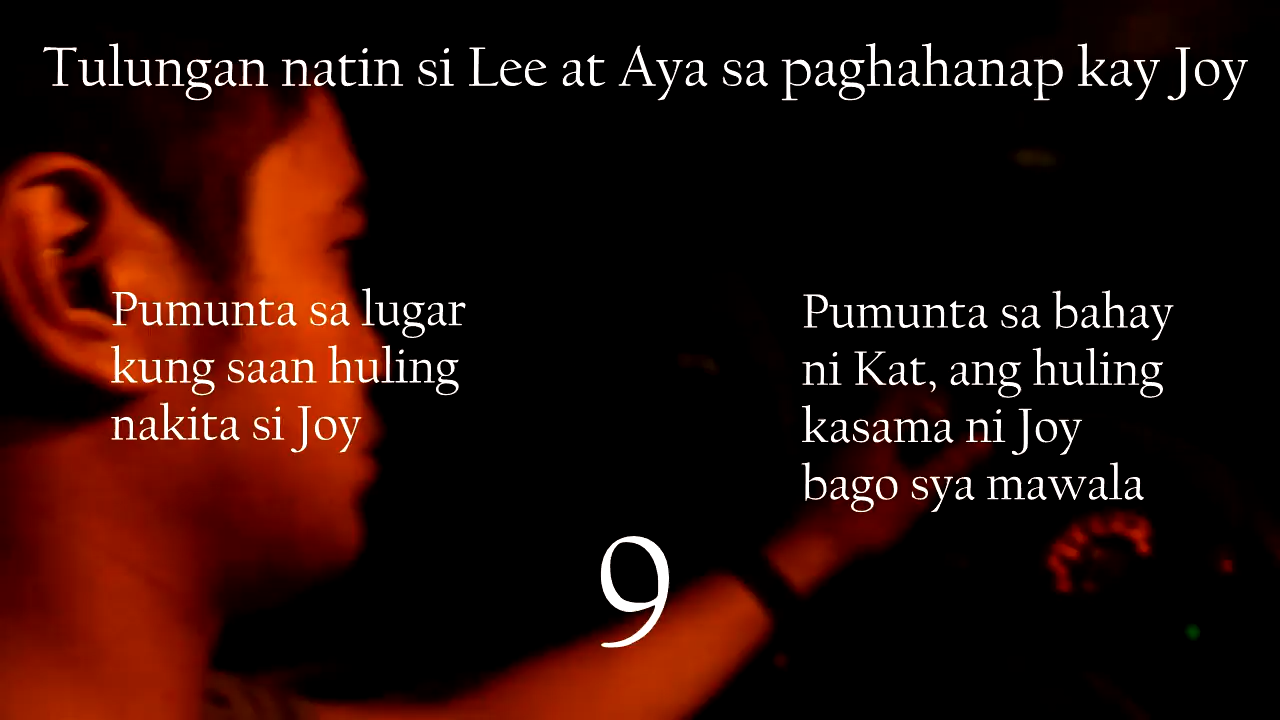 Tulungan natin si Lee at Aya sa paghahanap kay Joy
Pumunta sa lugar
kung saan huling
nakita si Joy
Pumunta sa bahay
ni Kat, ang huling
kasama ni Joy
bago sya mawala
9